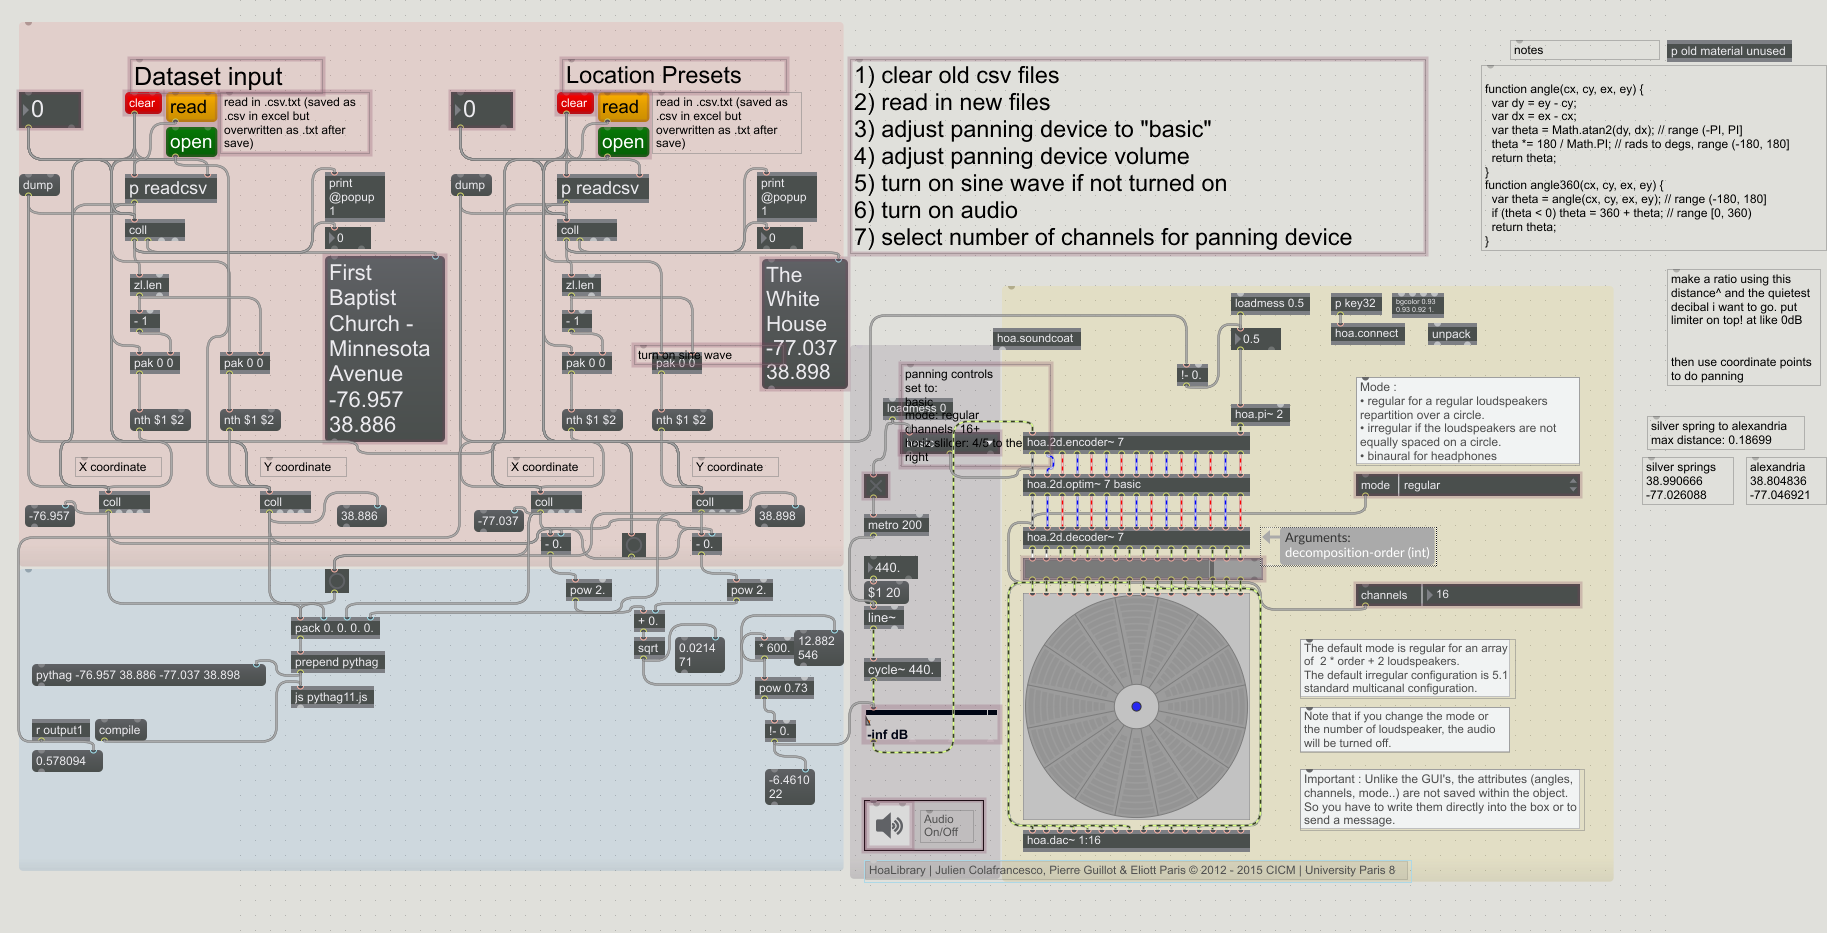 Dataset input
0
clear
read
open
read in .csv.txt (saved as
.csv in excel but
overwritten as .txt after
save)
dump
p readcsv
print
@popup
1
coll
0
zl.len
- 1
pak 0 0
pak 0 0
nth $1 $2
nth $1 $2
First
Baptist
Church -
Minnesota
Avenue
-76.957
38.886
X coordinate
Y coordinate
coll
coll
-76.957
38.886
Location Presets
0
clear
read
open
read in .csv.txt (saved as
.csv in excel but
overwritten as .txt after
save)
dump
p readcsv
print
@popup
1
coll
0
zl.len
- 1
pak 0 0
pak 0 0
turn on sine wave
nth $1 $2
nth $1 $2
The
White
House
-77.037
38.898
X coordinate
Y coordinate
coll
coll
-77.037
38.898
- 0.
- 0.
pow 2.
pow 2.
+ 0.
sqrt
0.0214
71
* 600.
12.882
546
pow 0.73
!- 0.
-6.4610
22
pack 0. 0. 0. 0.
prepend pythag
pythag -76.957 38.886 -77.037 38.898
js pythag11.js
r output1
compile
0.578094
1) clear old csv files
2) read in new files
3) adjust panning device to "basic"
4) adjust panning device volume
5) turn on sine wave if not turned on
6) turn on audio
7) select number of channels for panning device
hoa.soundcoat
panning controls
set to:
basic
mode: regular
channels: 16+
right
loadmess 0
metro 200
440.
$1 20
line~
cycle~ 440.
-inf dB
Audio
On/Off
loadmess 0.5
0.5
!- 0.
hoa.pi~ 2
p key32
bgcolor 0.93
0.93 0.92 1.
hoa.connect
unpack
hoa.2d.encoder~ 7
hoa.2d.optim~ 7 basic
hoa.2d.decoder~ 7
hoa.dac~ 1:16
Mode :
• regular for a regular loudspeakers
repartition over a circle.
• irregular if the loudspeakers are not
equally spaced on a circle.
• binaural for headphones
mode
regular
Arguments:
decomposition-order (int)
channels
16
The default mode is regular for an array
of 2 * order + 2 loudspeakers.
The default irregular configuration is 5.1
standard multicanal configuration.
Note that if you change the mode or
the number of loudspeaker, the audio
will be turned off.
Important : Unlike the GUI's, the attributes (angles,
channels, mode..) are not saved within the object.
So you have to write them directly into the box or to
send a message.
HoaLibrary | Julien Colafrancesco, Pierre Guillot & Eliott Paris © 2012 - 2015 CICM | University Paris 8
notes
p old material unused
function angle(cx, cy, ex, ey) {
var dy = ey - cy;
var dx = ex - cx;
var theta = Math.atan2(dy, dx); // range (-PI, PI]
theta *= 180 / Math.PI; // rads to degs, range (-180, 180]
return theta;
}
function angle360(cx, cy, ex, ey) {
var theta = angle(cx, cy, ex, ey); // range (-180, 180]
if (theta < 0) theta = 360 + theta; // range [0, 360)
return theta;
}
make a ratio using this
distance^ and the quietest
decibal i want to go. put
limiter on top! at like 0dB
then use coordinate points
to do panning
silver spring to alexandria
max distance: 0.18699
silver springs
38.990666
-77.026088
alexandria
38.804836
-77.046921